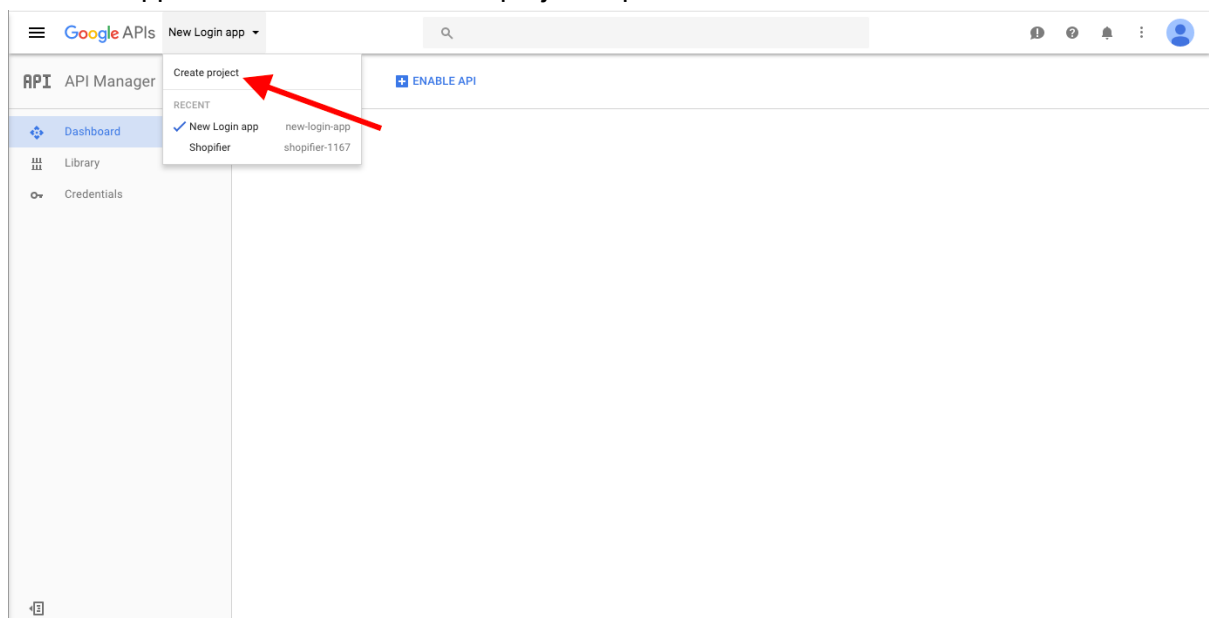 Google APIs New Login app
API API Manager
Create project
ENABLE API
RECENT
New Login app new-login-app
Shopifier shopifier-1167
Dashboard
Library
Credentials